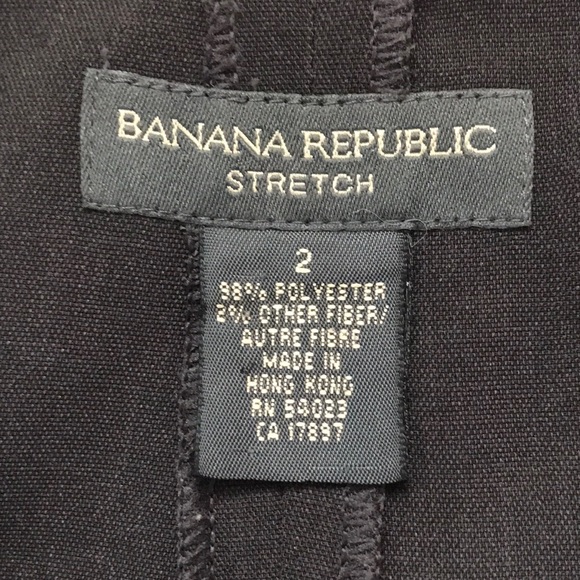 BANANA REPUBLIC
STRETCH
2
98% POLYESTER
2% OTHER FIBER/
AUTRE FIBRE
MADE IN
HONG KONG
RN 54023
CA 17897